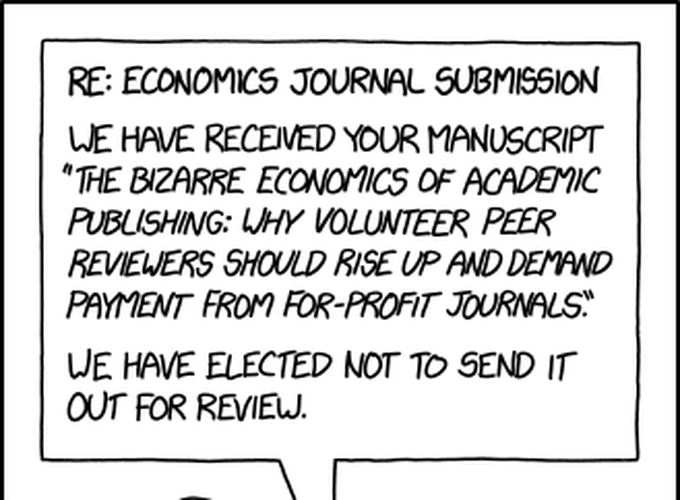 RE: ECONOMICS JOURNAL SUBMISSION
WE HAVE RECEIVED YOUR MANUSCRIPT
"THE BIZARRE ECONOMICS OF ACADEMIC
PUBLISHING: WHY VOLUNTEER PEER
REVIEWERS SHOULD RISE UP AND DEMAND
PAYMENT FROM FOR-PROFIT JOURNALS."
WE HAVE ELECTED NOT TO SEND IT
OUT FOR REVIEW.